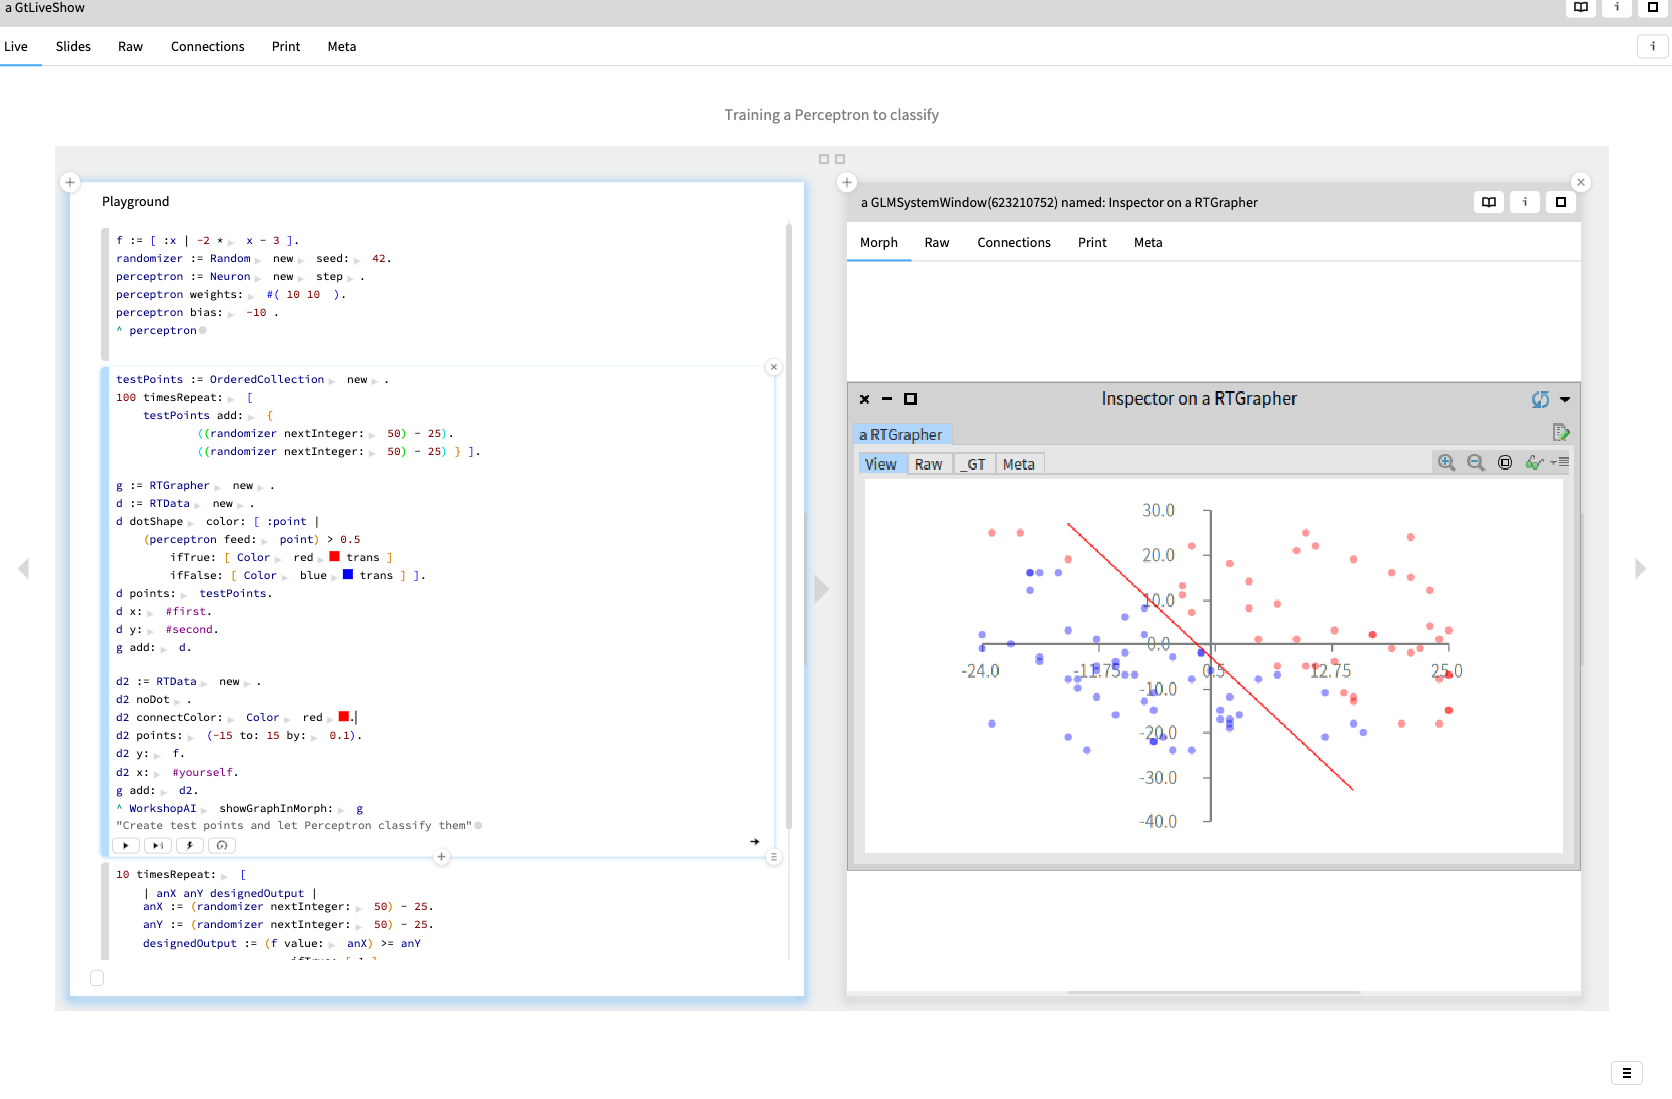 a GtLiveShow
i
Live Slides Raw Connections Print Meta
i
Training a Perceptron to classify
Playground
f := [ :x | -2 * x - 3 ].
randomizer := Random new seed: 42.
perceptron := Neuron new step .
perceptron weights: #( 10 10 ).
perceptron bias: -10 .
^ perceptron
testPoints := OrderedCollection new .
100 timesRepeat: [
testPoints add: {
((randomizer nextInteger: 50) - 25).
((randomizer nextInteger: 50) - 25) } ].
g := RTGrapher new .
d := RTData new .
d dotShape color: [ :point |
(perceptron feed: point) > 0.5
ifTrue: [ Color red trans ]
ifFalse: [ Color blue trans ] ].
d points: testPoints.
d x: #first.
d y: #second.
g add: d.
d2 := RTData new .
d2 noDot .
d2 connectColor: Color red .
d2 points: (-15 to: 15 by: 0.1).
d2 y: f.
d2 x: #yourself.
g add: d2.
^ WorkshopAI showGraphInMorph: g
"Create test points and let Perceptron classify them"
i
10 timesRepeat: [
| anX anY designedOutput |
anX := (randomizer nextInteger: 50) - 25.
anY := (randomizer nextInteger: 50) - 25.
designedOutput := (f value: anX) >= anY
a GLMSystemWindow(623210752) named: Inspector on a RTGrapher
i
Morph Raw Connections Print Meta
Inspector on a RTGrapher
a RTGrapher
View Raw _GT Meta
30.0
20.0
10.0
0.0
-24.0 -11.75 0.5 12.75 25.0
-10.0
-20.0
-30.0
-40.0